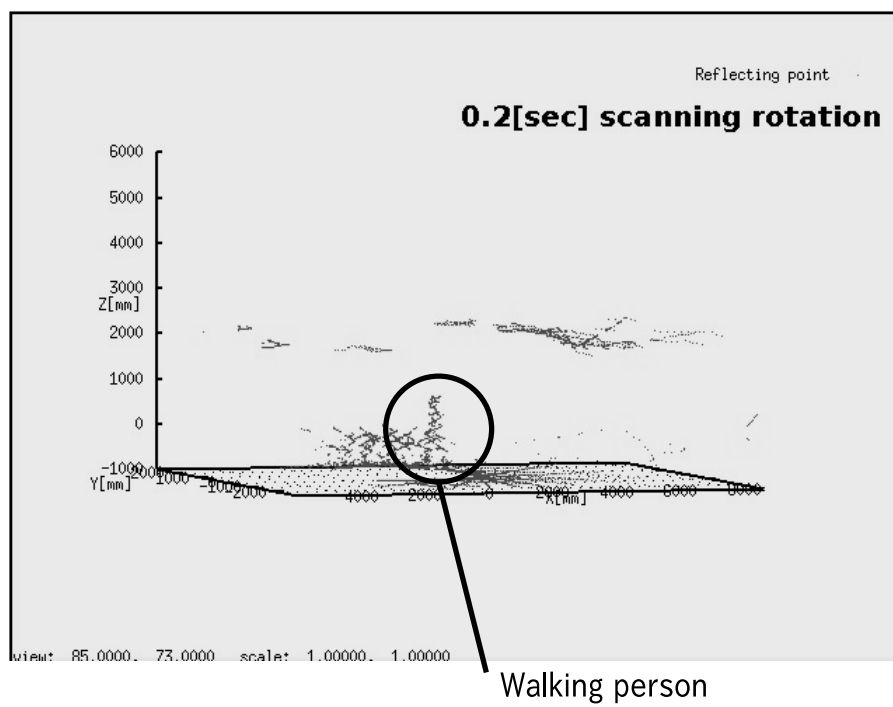 Reflecting point
0.2[sec] scanning rotation
6000
5000
4000
3000
Z[mm]
2000
1000
0
-1000
Y[mm]
2000
4000
2000
0
2000
X[mm]
4000
6000
8000
view: 85.0000, 73.0000 scale: 1.00000, 1.00000
Walking person